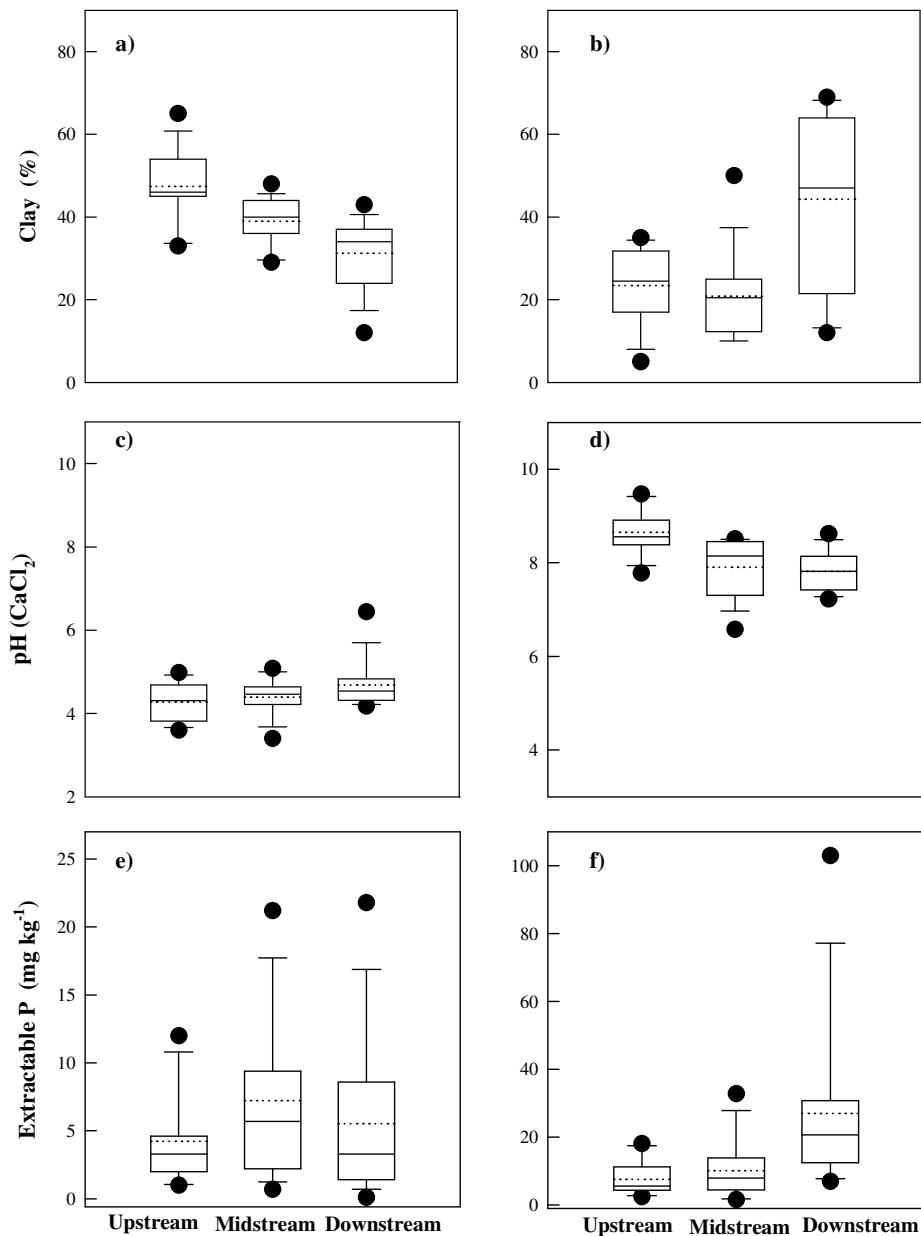 a)
80
60
40
20
0
Clay (%)
b)
80
60
40
20
0
c)
10
8
6
4
2
pH (CaCl₂)
d)
10
8
6
4
e)
25
20
15
10
5
0
Extractable P (mg kg⁻¹)
Upstream Midstream Downstream
f)
100
80
60
40
20
0
Upstream Midstream Downstream